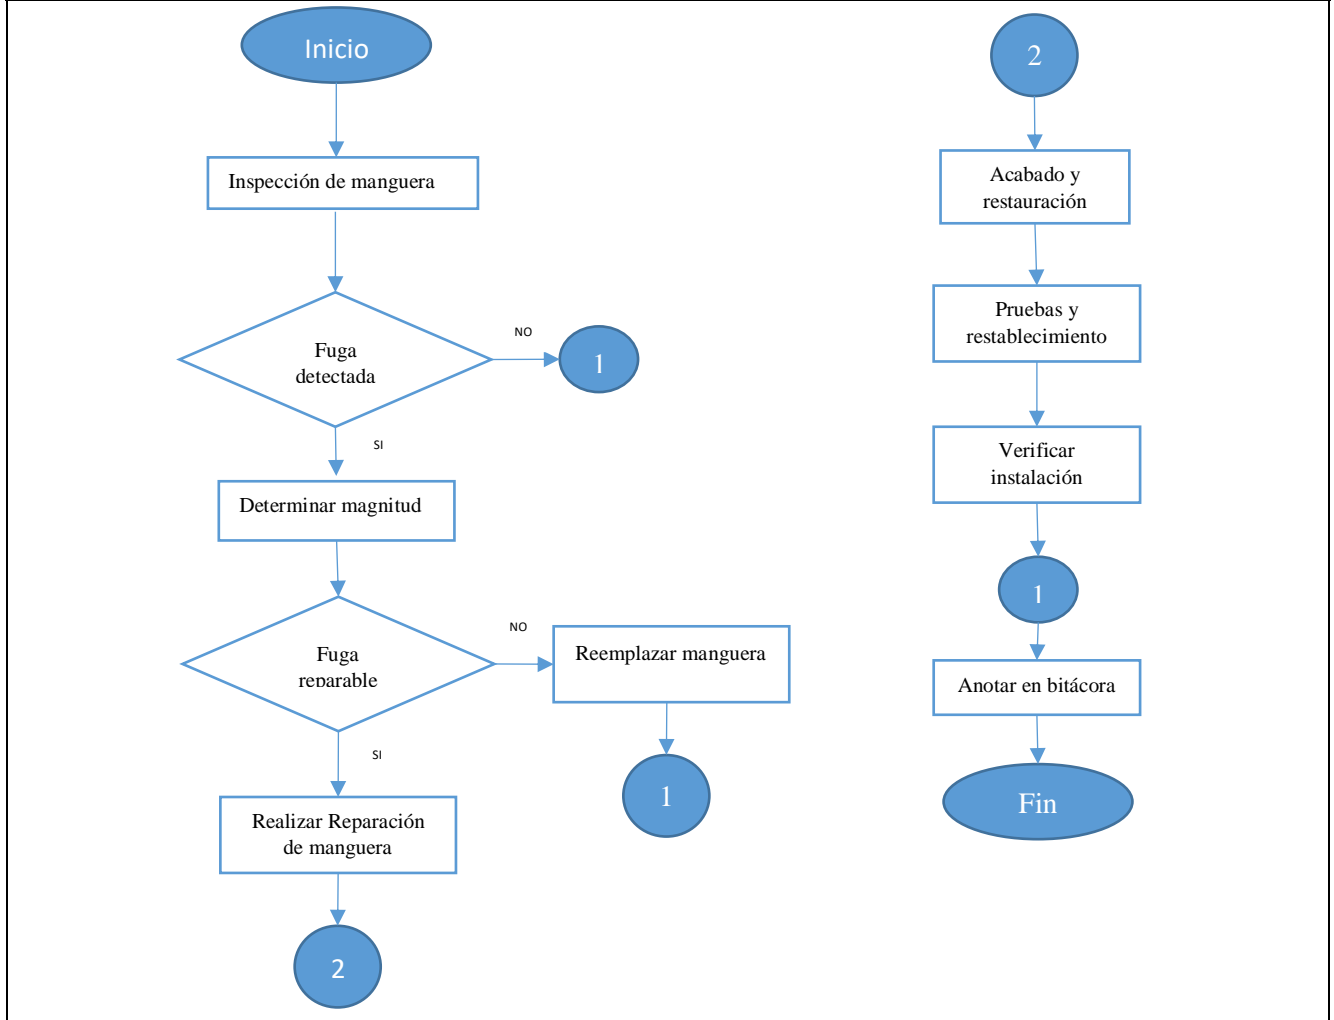 Inicio
Inspección de manguera
Fuga
detectada
NO
1
SI
Determinar magnitud
Fuga
reparable
NO
Reemplazar manguera
1
SI
Realizar Reparación
de manguera
2
2
Acabado y
restauración
Pruebas y
restablecimiento
Verificar
instalación
1
Anotar en bitácora
Fin